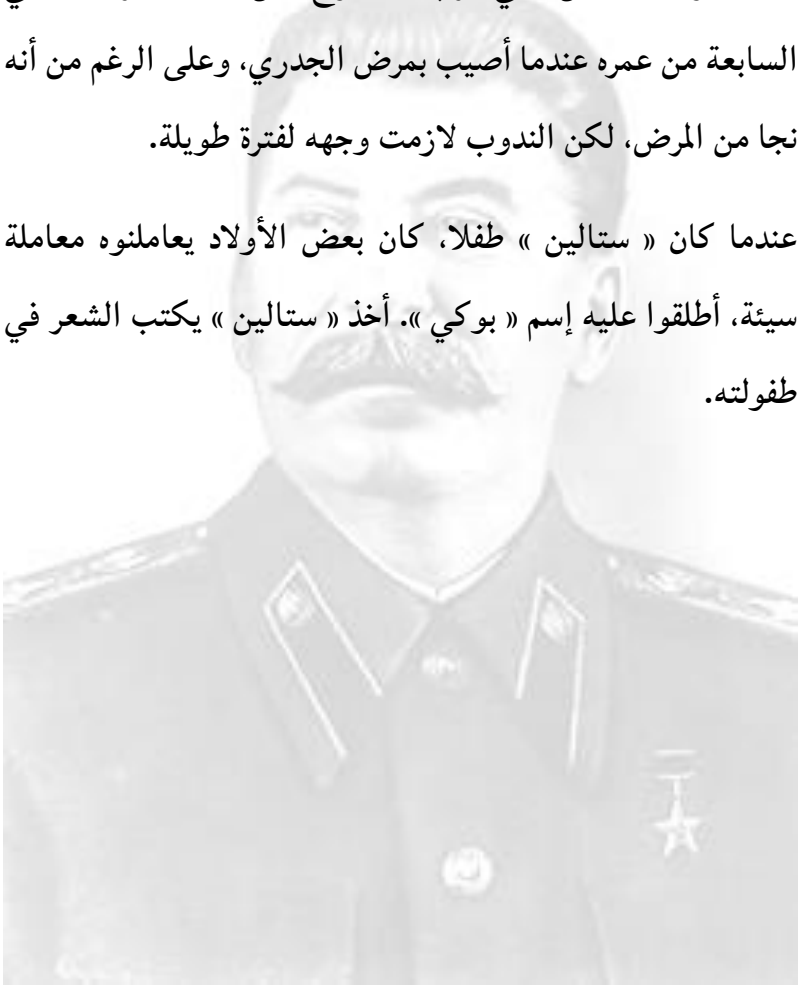 السابعة من عمره عندما أصيب بمرض الجدري، وعلى الرغم من أنه
نجا من المرض، لكن الندوب لازمت وجهه لفترة طويلة.
عندما كان « ستالين » طفلا، كان بعض الأولاد يعاملنوه معاملة
سيئة، أطلقوا عليه إسم « بوكي ». أخذ « ستالين » يكتب الشعر في
طفولته.